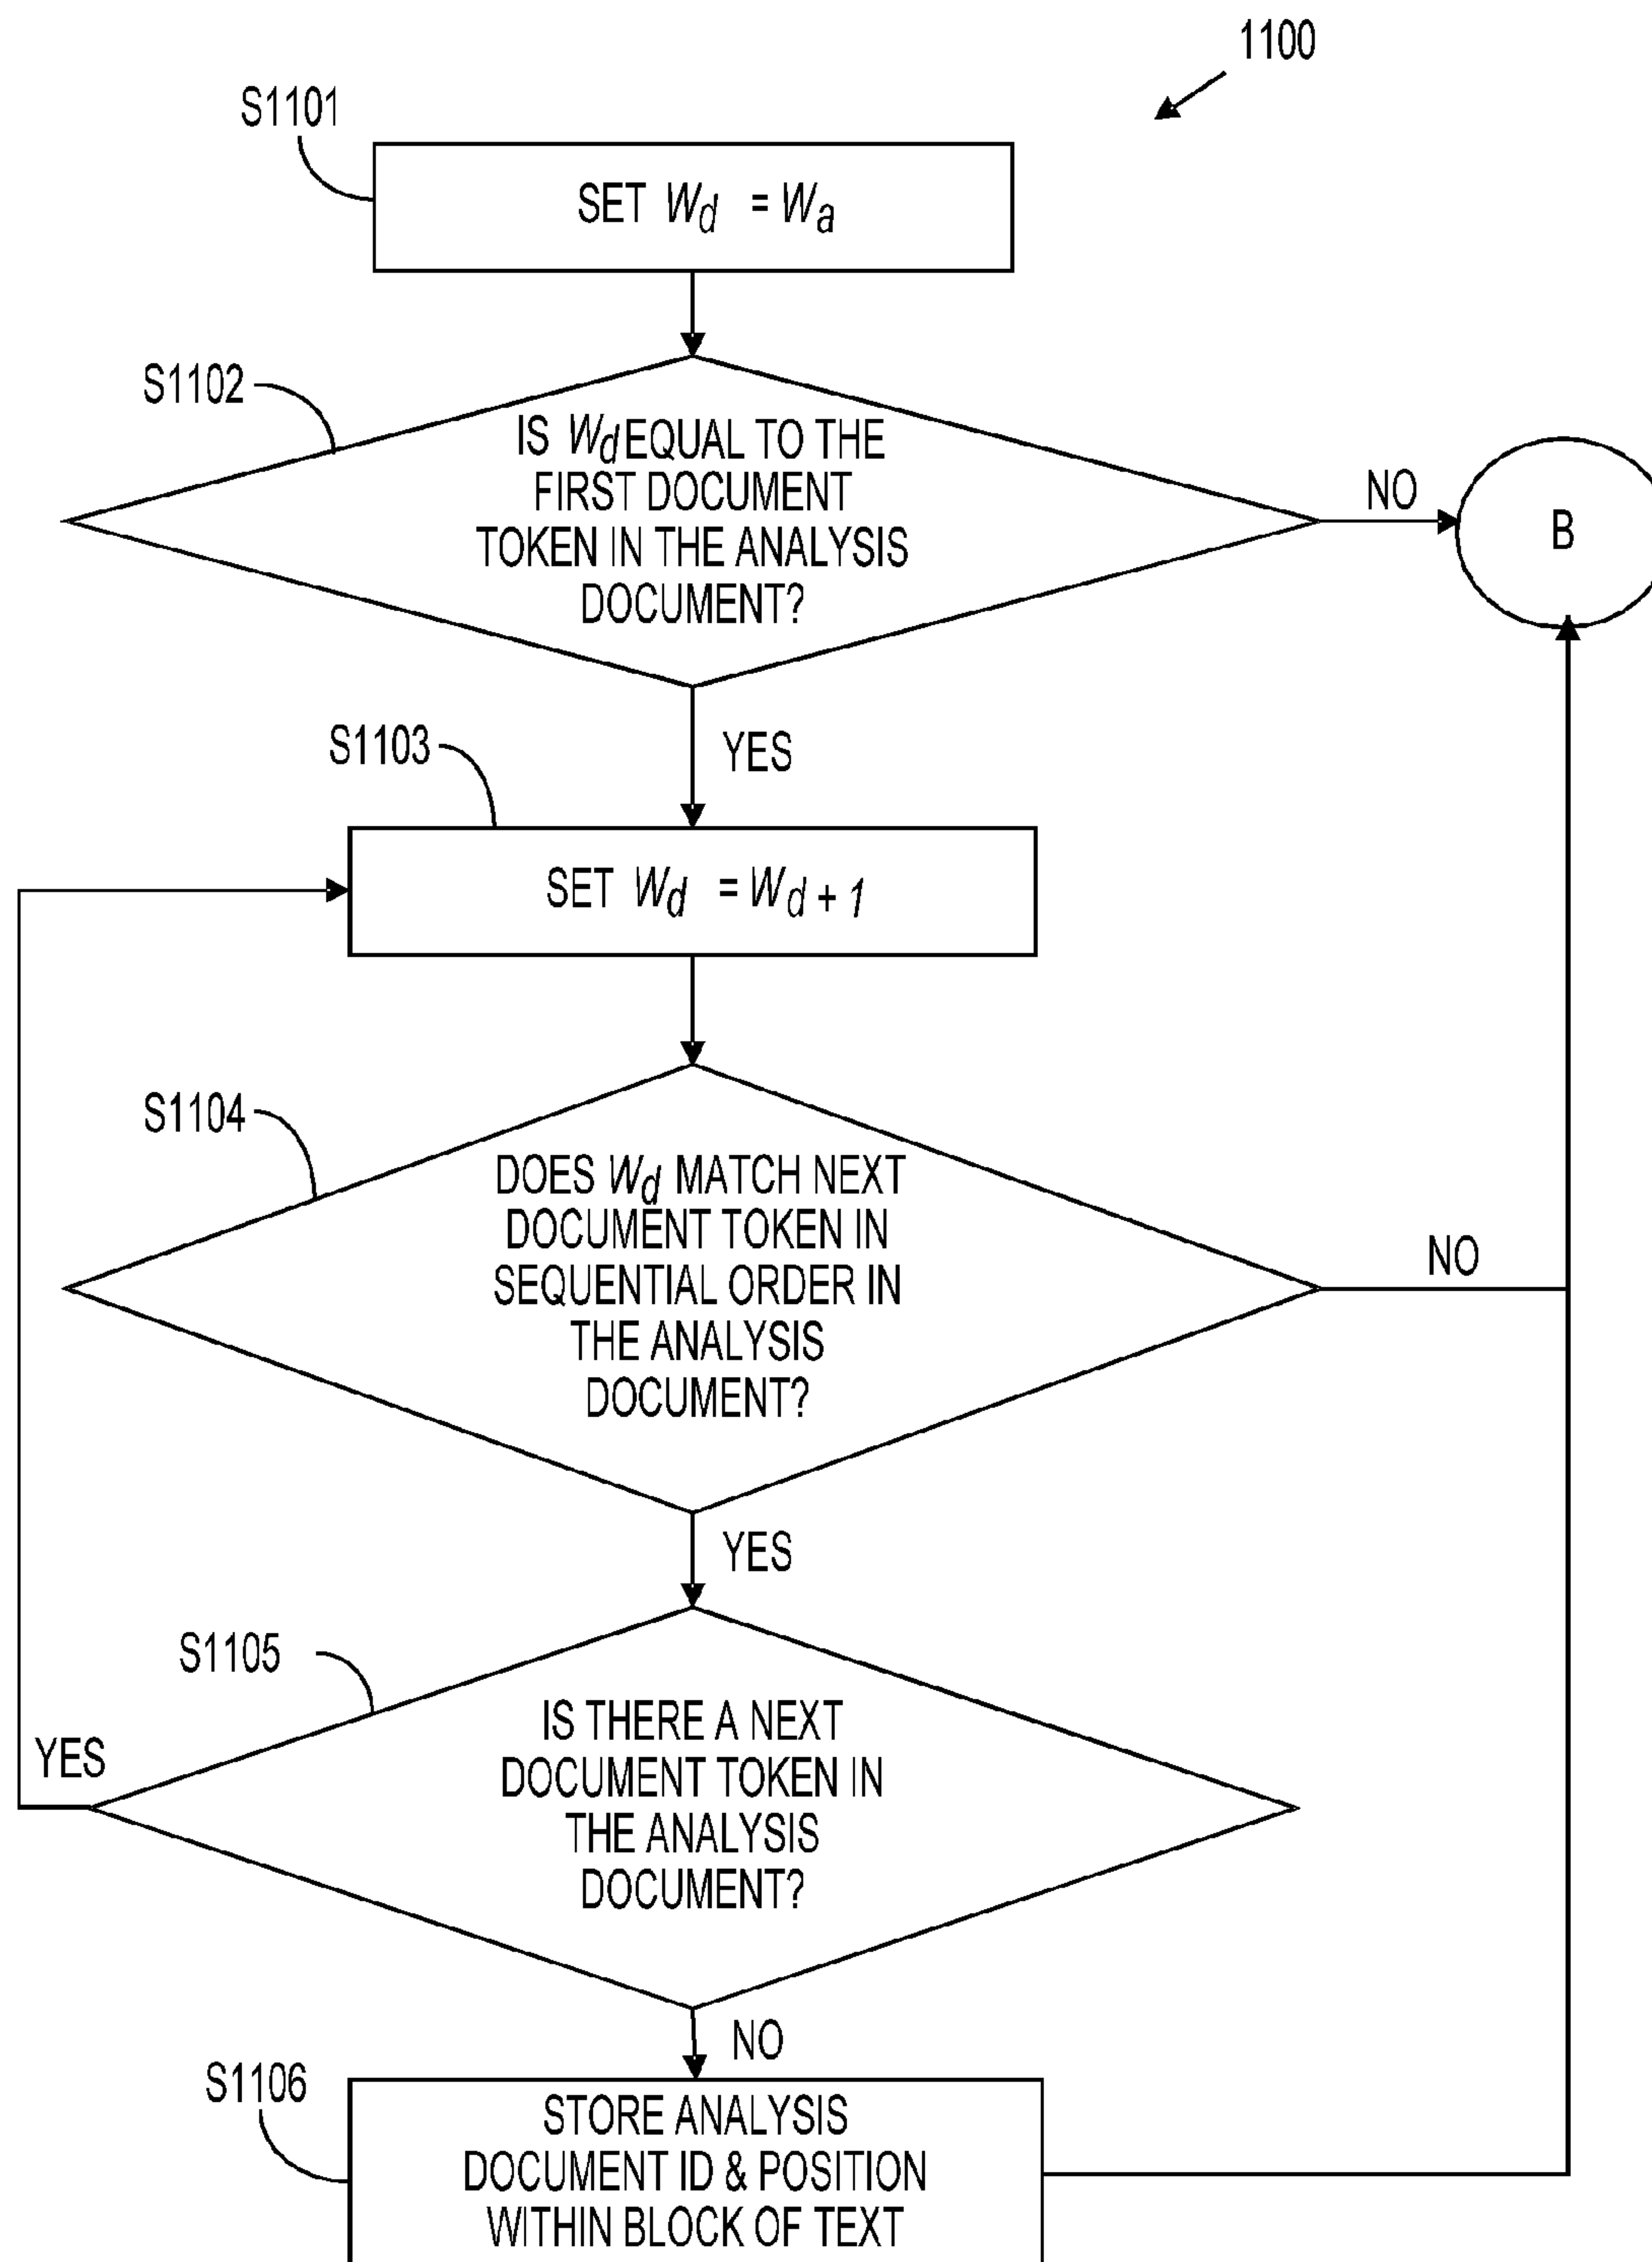 1100
S1101
SET Wd = Wa
S1102
IS Wd EQUAL TO THE
FIRST DOCUMENT
TOKEN IN THE ANALYSIS
DOCUMENT?
NO
B
YES
S1103
SET Wd = Wd + 1
S1104
DOES Wd MATCH NEXT
DOCUMENT TOKEN IN
SEQUENTIAL ORDER IN
THE ANALYSIS
DOCUMENT?
NO
YES
S1105
IS THERE A NEXT
DOCUMENT TOKEN IN
THE ANALYSIS
DOCUMENT?
YES
NO
S1106
STORE ANALYSIS
DOCUMENT ID & POSITION
WITHIN BLOCK OF TEXT